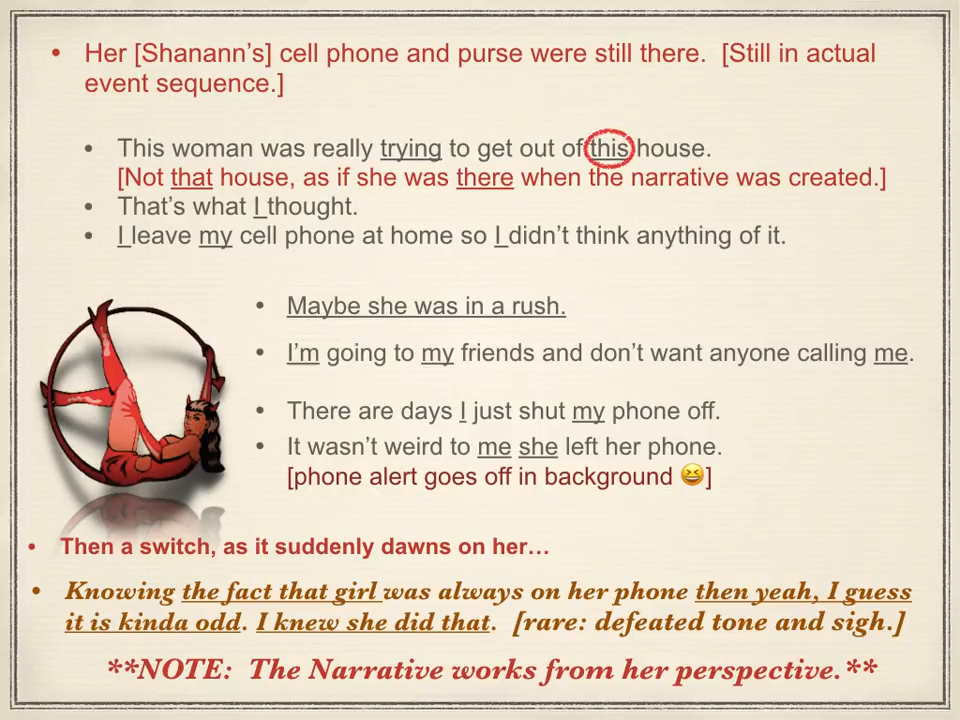 • Her [Shanann’s] cell phone and purse were still there. [Still in actual
event sequence.]
• This woman was really trying to get out of this house.
[Not that house, as if she was there when the narrative was created.]
• That’s what I thought.
• I leave my cell phone at home so I didn’t think anything of it.
• Maybe she was in a rush.
• I’m going to my friends and don’t want anyone calling me.
• There are days I just shut my phone off.
• It wasn’t weird to me she left her phone.
[phone alert goes off in background 😆]
• Then a switch, as it suddenly dawns on her…
• Knowing the fact that girl was always on her phone then yeah, I guess
it is kinda odd. I knew she did that. [rare: defeated tone and sigh.]
**NOTE: The Narrative works from her perspective.**